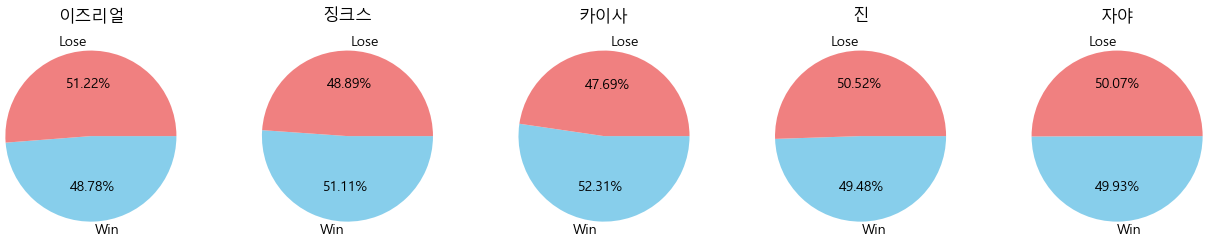 이즈리얼
Lose
51.22%
48.78%
Win
징크스
Lose
48.89%
51.11%
Win
카이사
Lose
47.69%
52.31%
Win
진
Lose
50.52%
49.48%
Win
자야
Lose
50.07%
49.93%
Win